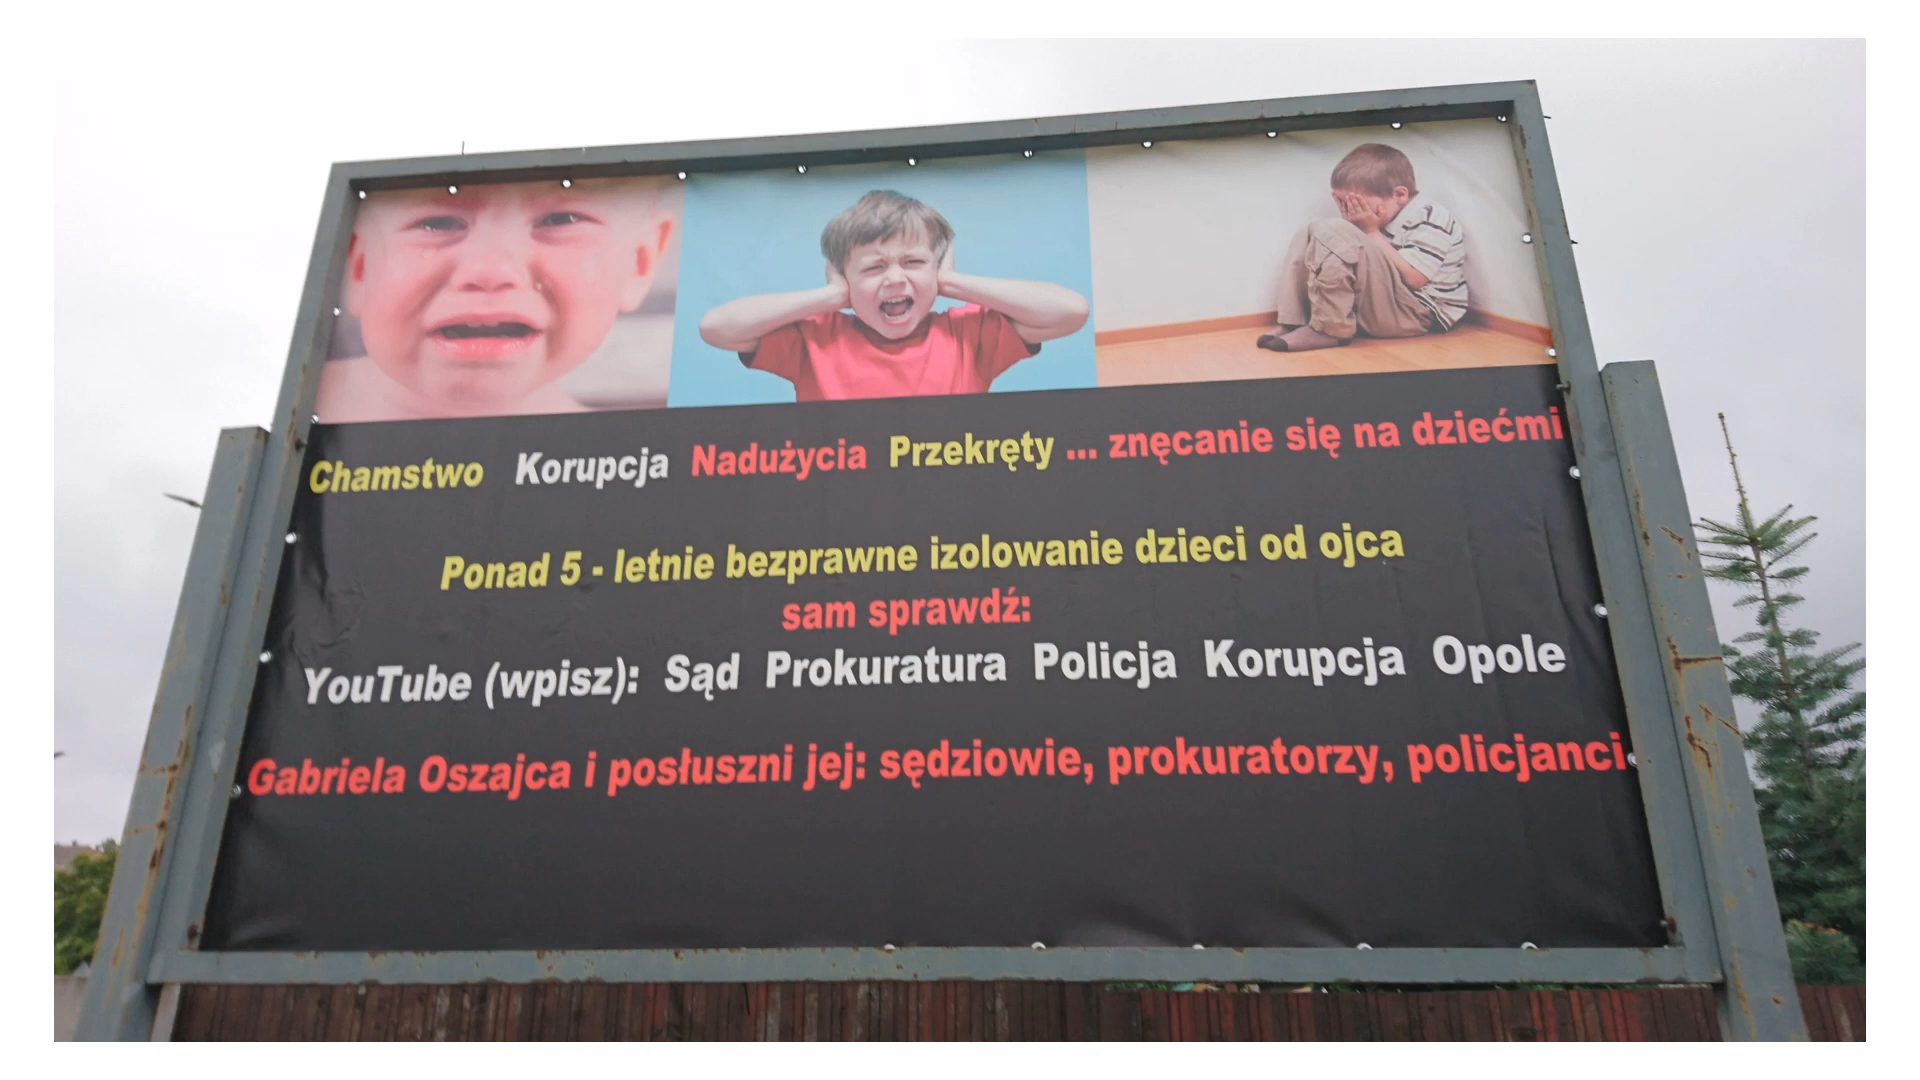 Chamstwo Korupcja Nadużycia Przekręty ... znęcanie się na dziećmi
Ponad 5 - letnie bezprawne izolowanie dzieci od ojca
sam sprawdź:
YouTube (wpisz): Sąd Prokuratura Policja Korupcja Opole
Gabriela Oszajca i posłuszni jej: sędziowie, prokuratorzy, policjanci